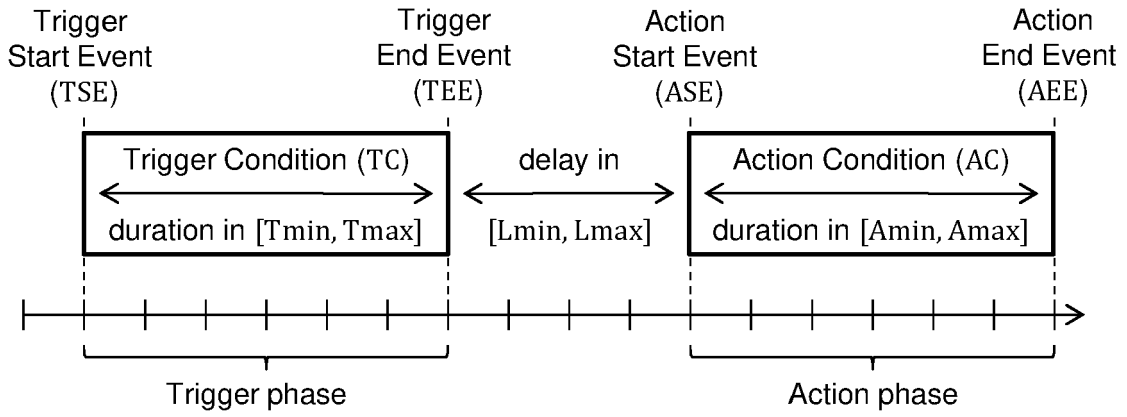 Trigger
Start Event
(TSE)
Trigger
End Event
(TEE)
Action
Start Event
(ASE)
Action
End Event
(AEE)
Trigger Condition (TC)
duration in [Tmin, Tmax]
delay in
[Lmin, Lmax]
Action Condition (AC)
duration in [Amin, Amax]
Trigger phase
Action phase